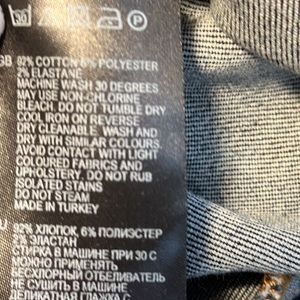 30
GB 92% COTTON 6% POLYESTER
2% ELASTANE
MACHINE WASH 30 DEGREES
MAY USE NON-CHLORINE
BLEACH. DO NOT TUMBLE DRY
COOL IRON ON REVERSE
DRY CLEANABLE. WASH AND
DRY WITH SIMILAR COLOURS.
AVOID CONTACT WITH LIGHT
COLOURED FABRICS AND
UPHOLSTERY. DO NOT RUB
ISOLATED STAINS
DO NOT STEAM
MADE IN TURKEY
92% ХЛОПОК, 6% ПОЛИЭСТЕР
2% ЭЛАСТАН
СТИРКА В МАШИНЕ ПРИ 30 С
МОЖНО ПРИМЕНЯТЬ
БЕСХЛОРНЫЙ ОТБЕЛИВАТЕЛЬ
НЕ СУШИТЬ В МАШИНЕ
ДЕЛИКАТНАЯ ГЛАЖКА С